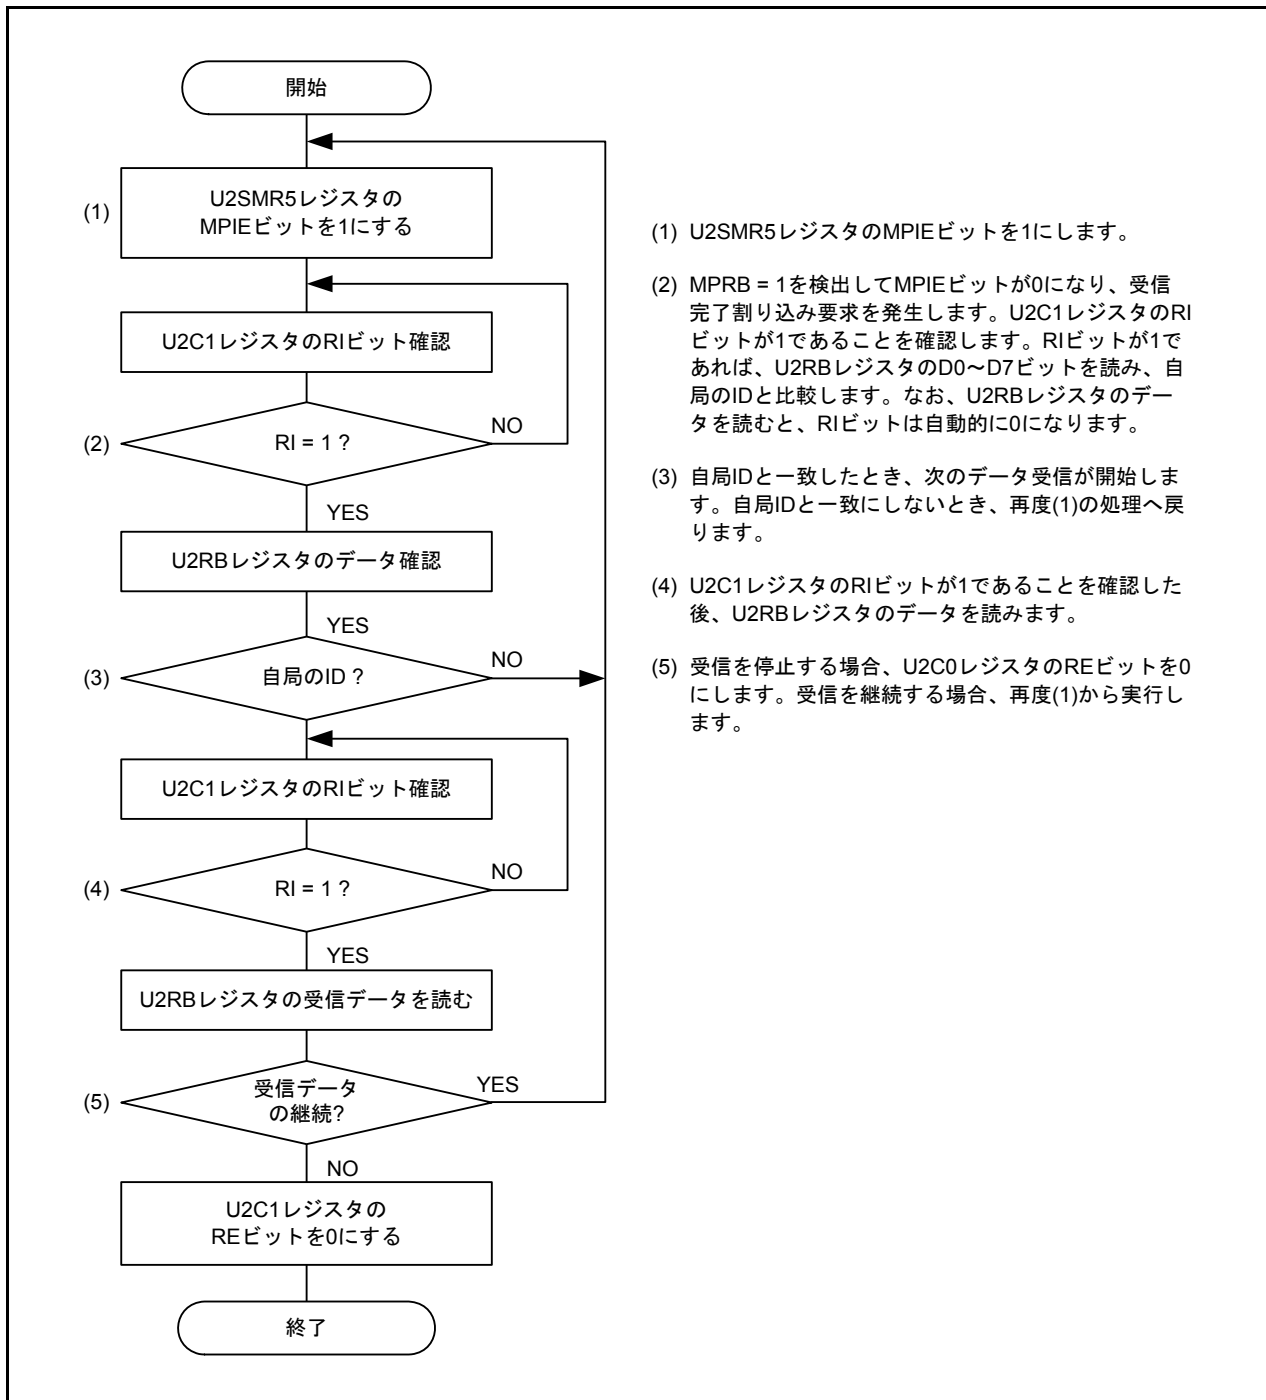 開始
(1)
U2SMR5レジスタの
MPIEビットを1にする
U2C1レジスタのRIビット確認
(2)
RI = 1 ?
NO
YES
U2RBレジスタのデータ確認
YES
(3)
自局のID ?
NO
U2C1レジスタのRIビット確認
(4)
RI = 1 ?
NO
YES
U2RBレジスタの受信データを読む
(5)
受信データ
の継続?
YES
NO
U2C1レジスタの
REビットを0にする
終了
(1) U2SMR5レジスタのMPIEビットを1にします。
(2) MPRB = 1を検出してMPIEビットが0になり、受信
完了割り込み要求を発生します。U2C1レジスタのRI
ビットが1であることを確認します。RIビットが1で
あれば、U2RBレジスタのD0～D7ビットを読み、自
局のIDと比較します。なお、U2RBレジスタのデー
タを読むと、RIビットは自動的に0になります。
(3) 自局IDと一致したとき、次のデータ受信が開始しま
す。自局IDと一致にしないとき、再度(1)の処理へ戻
ります。
(4) U2C1レジスタのRIビットが1であることを確認した
後、U2RBレジスタのデータを読みます。
(5) 受信を停止する場合、U2C0レジスタのREビットを0
にします。受信を継続する場合、再度(1)から実行し
ます。